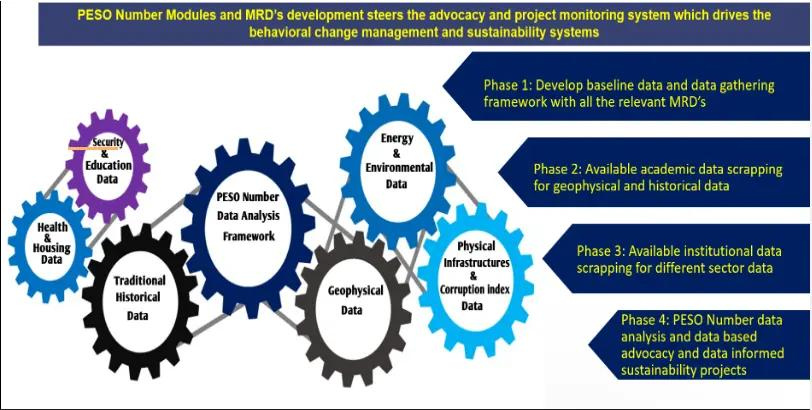 PESO Number Modules and MRD's development steers the advocacy and project monitoring system which drives the
behavioral change management and sustainability systems
Security
&
Education
Data
Health
&
Housing
Data
Traditional
Historical
Data
PESO Number
Data Analysis
Framework
Geophysical
Data
Energy
&
Environmental
Data
Physical
Infrastructures
&
Corruption index
Data
Phase 1: Develop baseline data and data gathering
framework with all the relevant MRD's
Phase 2: Available academic data scrapping
for geophysical and historical data
Phase 3: Available institutional data
scrapping for different sector data
Phase 4: PESO Number data
analysis and data based
advocacy and data informed
sustainability projects